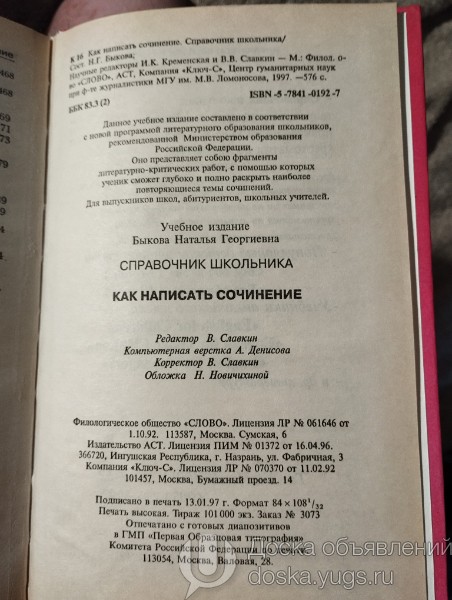 К 16 Как написать сочинение. Справочник школьника/
Сост. Н.Г. Быкова;
Научные редакторы И.К. Кременская и В.В. Славкин — М.: Филол. о-
во «СЛОВО», АСТ, Компания «Ключ-С», Центр гуманитарных наук
при ф-те журналистики МГУ им. М.В. Ломоносова, 1997. —576 с.
ББК 83.3 (2)
ISBN -5 -7841 -0192 -7
Данное учебное издание составлено в соответствии
с новой программой литературного образования школьников,
рекомендованной Министерством образования
Российской Федерации.
Оно представляет собою фрагменты
литературно-критических работ, с помощью которых
ученик сможет глубоко и полно раскрыть наиболее
повторяющиеся темы сочинений.
Для выпускников школ, абитуриентов, школьных учителей.
Учебное издание
Быкова Наталья Георгиевна
СПРАВОЧНИК ШКОЛЬНИКА
КАК НАПИСАТЬ СОЧИНЕНИЕ
Редактор В. Славкин
Компьютерная верстка А. Денисова
Корректор В. Славкин
Обложка Н. Новичихиной
Филологическое общество «СЛОВО». Лицензия ЛР № 061646 от
1.10.92. 113587, Москва. Сумская, 6
Издательство АСТ. Лицензия ПИМ № 01372 от 16.04.96.
366720, Ингушская Республика, г. Назрань, ул. Фабричная, 3
Компания «Ключ-С». Лицензия ЛР № 070370 от 11.02.92
101457, Москва, Бумажный проезд. 14
Подписано в печать 13.01.97 г. Формат 84 × 108¹/₃₂
Печать высокая. Тираж 101 000 экз. Заказ № 3073
Отпечатано с готовых диапозитивов
в ГМП «Первая Образцовая типография»
Комитета Российской Федерации по печати.
113054, Москва, Валовая, 28.
Доска объявлений
doska.yugs.ru